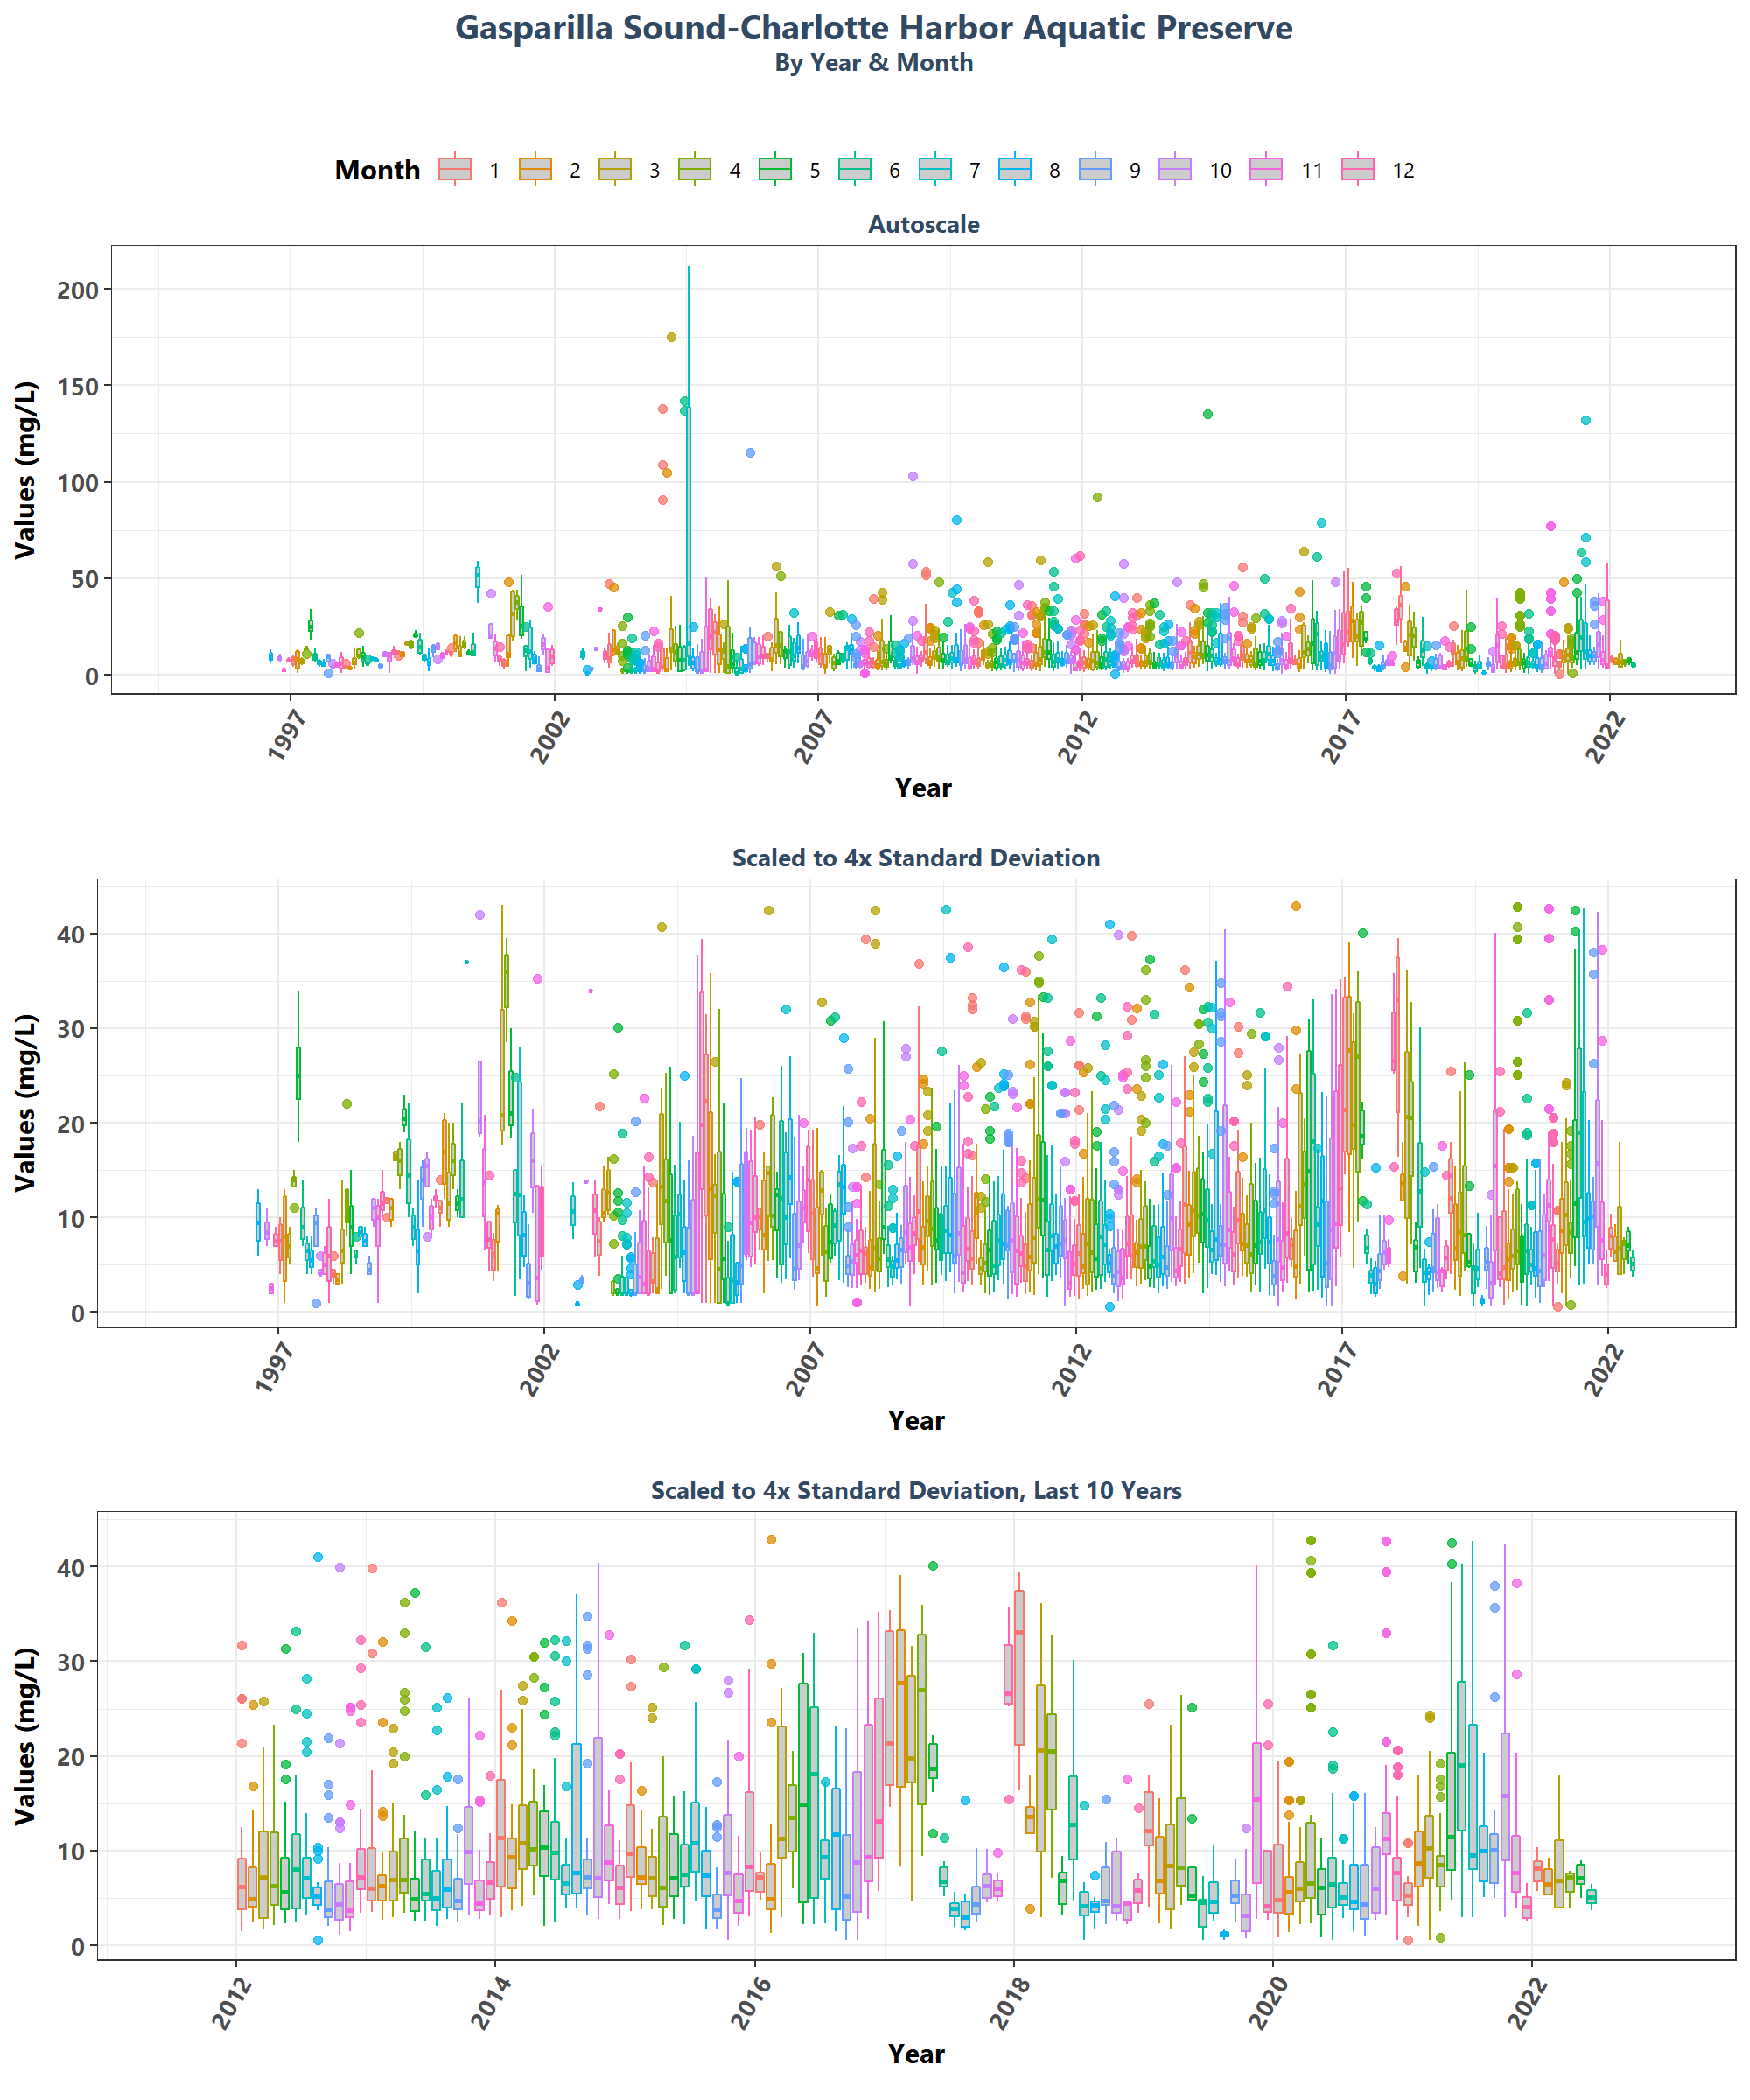 Gasparilla Sound-Charlotte Harbor Aquatic Preserve
By Year & Month
Month 1 2 3 4 5 6 7 8 9 10 11 12
Autoscale
Values (mg/L)
200
150
100
50
0
1997 2002 2007 2012 2017 2022
Year
Scaled to 4x Standard Deviation
Values (mg/L)
40
30
20
10
0
1997 2002 2007 2012 2017 2022
Year
Scaled to 4x Standard Deviation, Last 10 Years
Values (mg/L)
40
30
20
10
0
2012 2014 2016 2018 2020 2022
Year